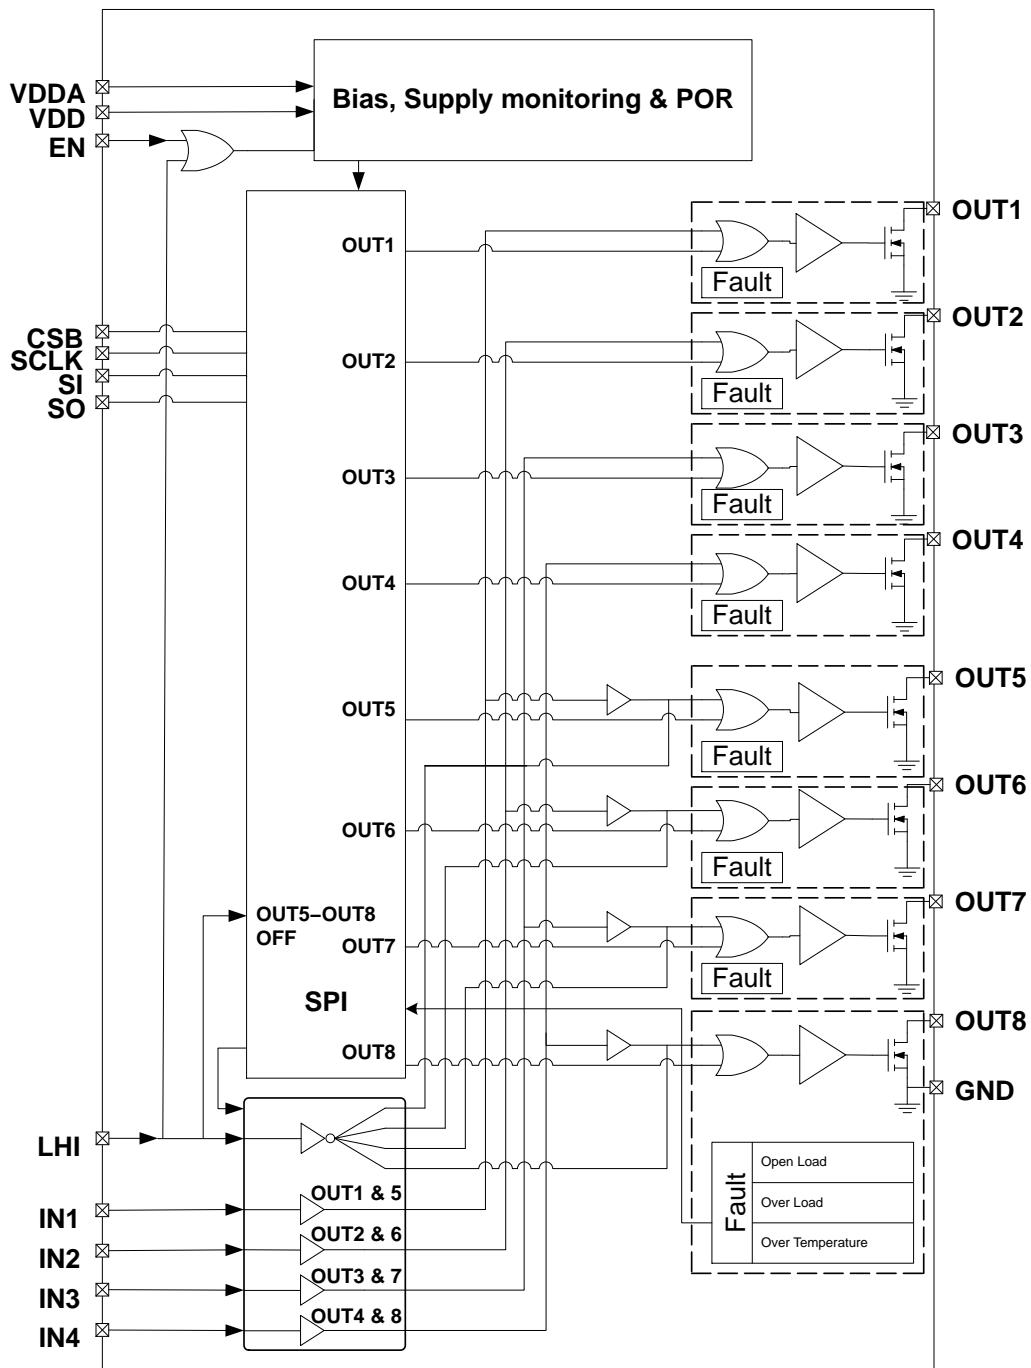 VDDA
VDD
EN
Bias, Supply monitoring & POR
OUT1
OUT1
Fault
OUT2
CSB
SCLK
SI
SO
OUT2
Fault
OUT3
OUT3
Fault
OUT4
OUT4
Fault
OUT5
OUT5
Fault
OUT6
OUT6
Fault
OUT7
OUT5–OUT8
OFF
OUT7
Fault
SPI
OUT8
OUT8
GND
LHI
Fault
Open Load
Over Load
Over Temperature
IN1
OUT1 & 5
IN2
OUT2 & 6
IN3
OUT3 & 7
IN4
OUT4 & 8